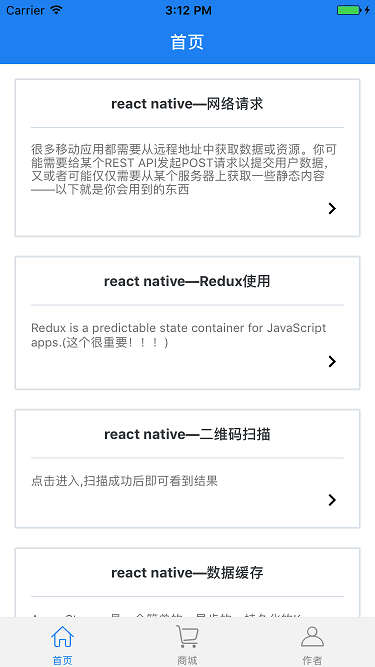 Carrier 3:12 PM
首页
react native—网络请求
很多移动应用都需要从远程地址中获取数据或资源。你可
能需要给某个REST API发起POST请求以提交用户数据,
又或者可能仅仅需要从某个服务器上获取一些静态内容
——以下就是你会用到的东西
react native—Redux使用
Redux is a predictable state container for JavaScript
apps.(这个很重要！！！)
react native—二维码扫描
点击进入,扫描成功后即可看到结果
react native—数据缓存
首页 商城 作者